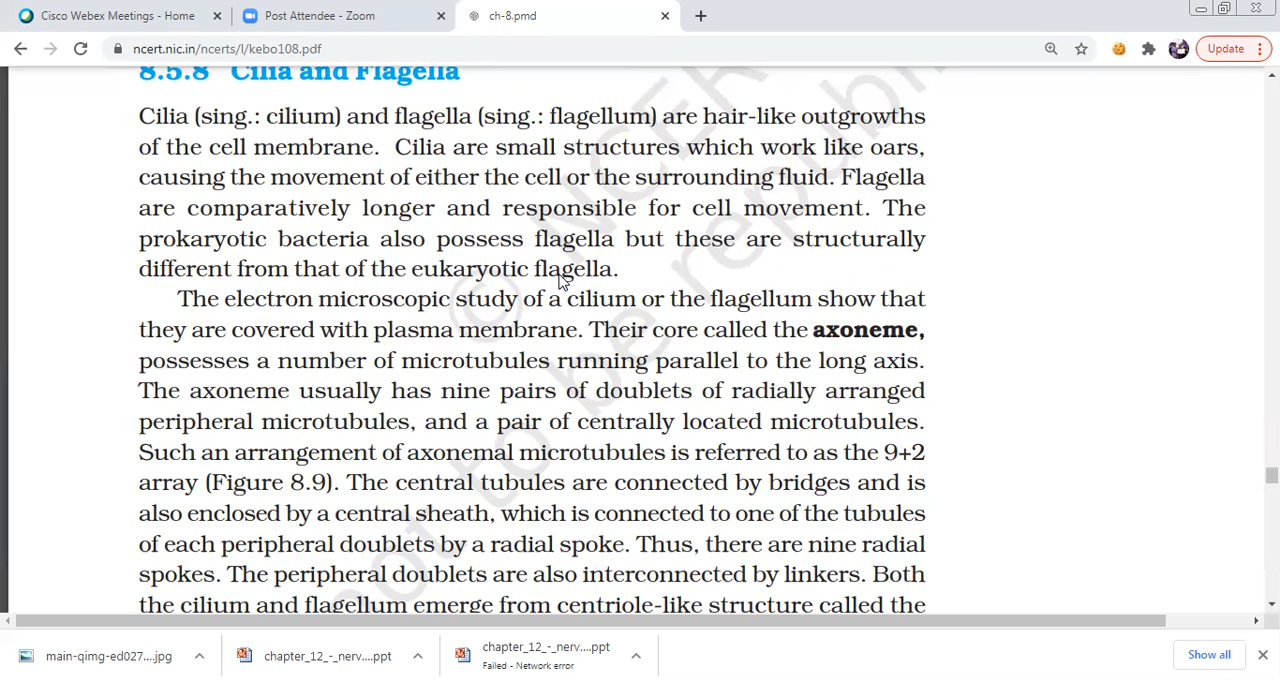 Cisco Webex Meetings - Home
Post Attendee - Zoom
ch-8.pmd
ncert.nic.in/ncerts/l/kebo108.pdf
Update
8.5.8 Cilia and Flagella
Cilia (sing.: cilium) and flagella (sing.: flagellum) are hair-like outgrowths
of the cell membrane. Cilia are small structures which work like oars,
causing the movement of either the cell or the surrounding fluid. Flagella
are comparatively longer and responsible for cell movement. The
prokaryotic bacteria also possess flagella but these are structurally
different from that of the eukaryotic flagella.
The electron microscopic study of a cilium or the flagellum show that
they are covered with plasma membrane. Their core called the axoneme,
possesses a number of microtubules running parallel to the long axis.
The axoneme usually has nine pairs of doublets of radially arranged
peripheral microtubules, and a pair of centrally located microtubules.
Such an arrangement of axonemal microtubules is referred to as the 9+2
array (Figure 8.9). The central tubules are connected by bridges and is
also enclosed by a central sheath, which is connected to one of the tubules
of each peripheral doublets by a radial spoke. Thus, there are nine radial
spokes. The peripheral doublets are also interconnected by linkers. Both
the cilium and flagellum emerge from centriole-like structure called the
© NCER
not to be republi
main-qimg-ed027....jpg
chapter_12_-_nerv....ppt
chapter_12_-_nerv....ppt
Failed - Network error
Show all